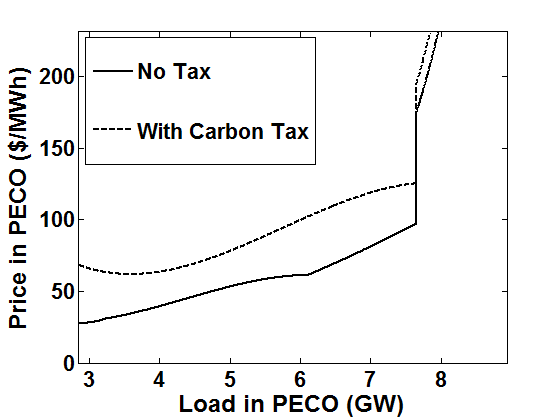 No Tax
With Carbon Tax
Price in PECO ($/MWh)
200
150
100
50
0
3 4 5 6 7 8
Load in PECO (GW)